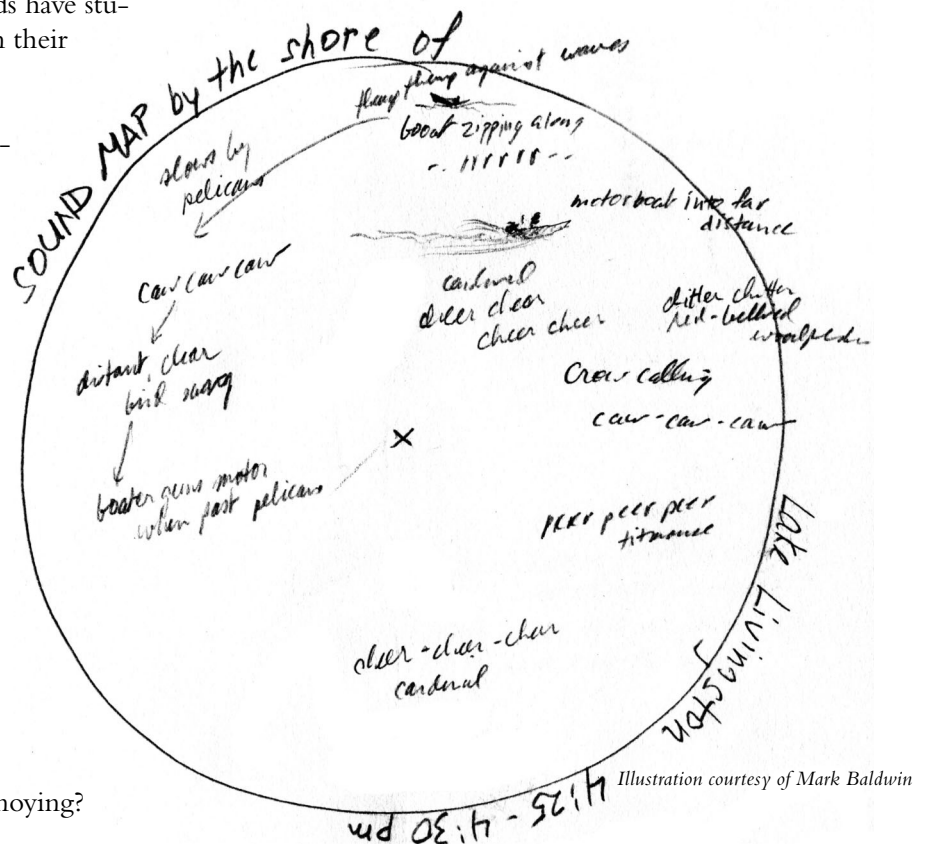 ds have stu-
n their
SOUND MAP by the shore of
Lake Livingston
4:25 - 4:30 pm
against waves
boat zipping along
slows by
pelicans
motorboat into far
distance
caw caw caw
cardinal
cheer cheer
cheer cheer
chitter chitter
red-bellied
woodpecker
distant, clear
bird song
Crow calling
caw-caw-caw
X
boater guns motor
when past pelicans
peer peer peer
titmouse
cheer-cheer-cheer
cardinal
Illustration courtesy of Mark Baldwin
noying?